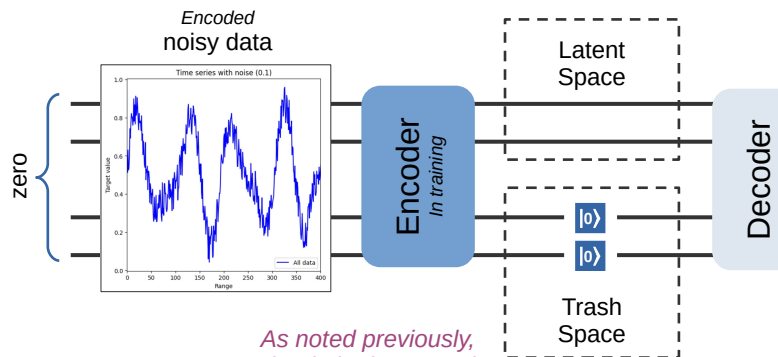 Encoded
noisy data
Time series with noise (0.1)
1.0
0.8
0.6
0.4
0.2
0.0
Target value
0 50 100 150 200 250 300 350 400
Range
All data
zero
Encoder
In training
Latent
Space
|0⟩
|0⟩
Trash
Space
Decoder
As noted previously,